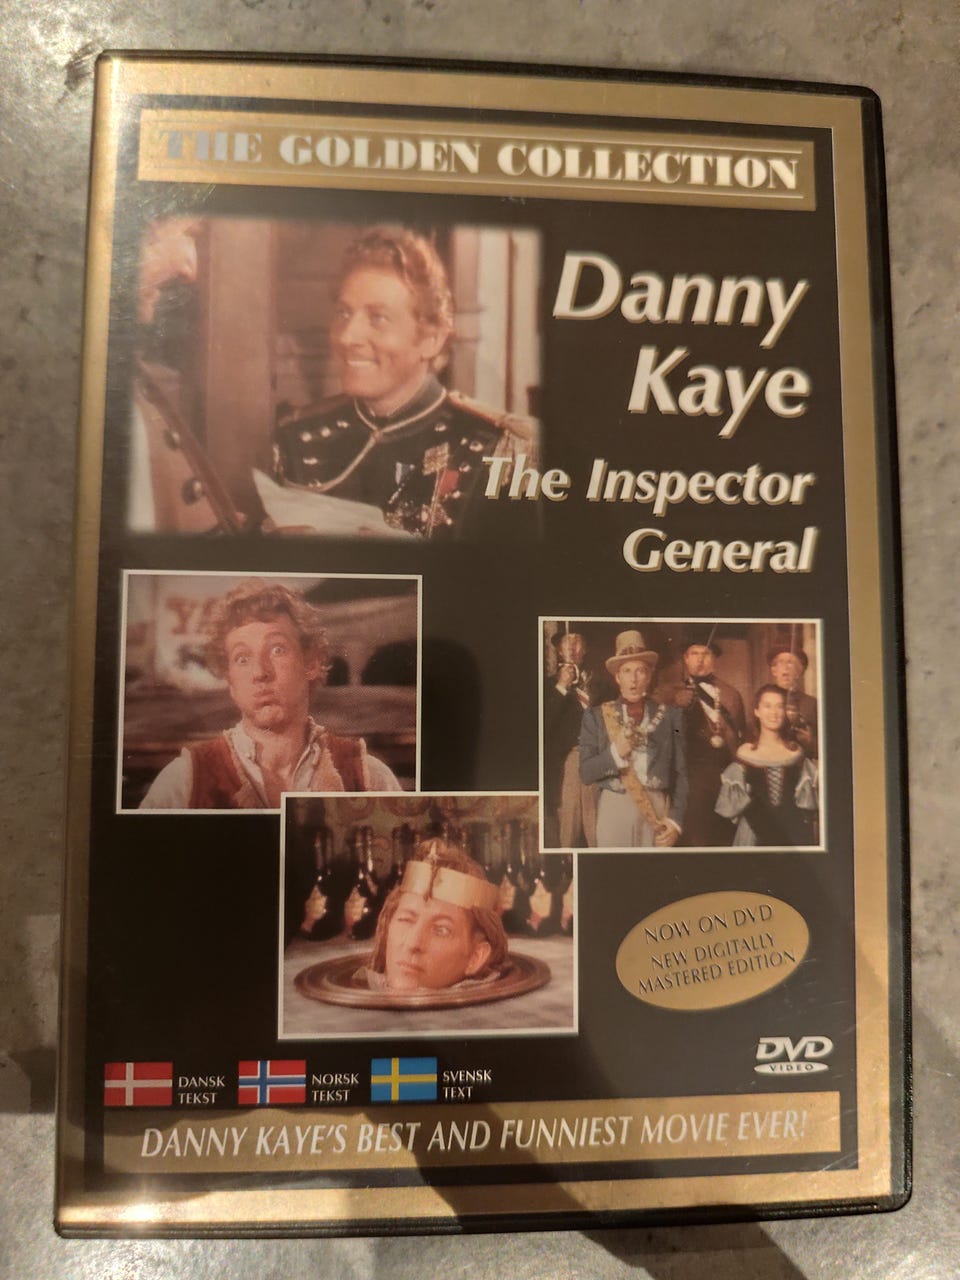 THE GOLDEN COLLECTION
Danny
Kaye
The Inspector
General
NOW ON DVD
NEW DIGITALLY
MASTERED EDITION
DVD
VIDEO
DANSK
TEKST
NORSK
TEKST
SVENSK
TEXT
DANNY KAYE'S BEST AND FUNNIEST MOVIE EVER!